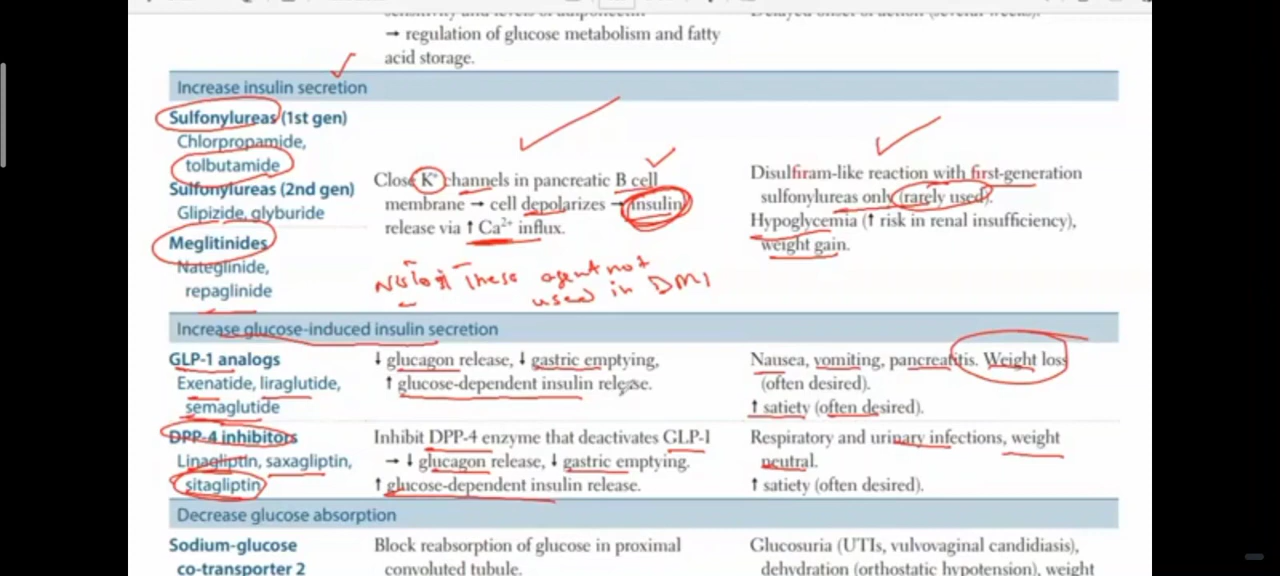 → regulation of glucose metabolism and fatty
acid storage.
Increase insulin secretion
Sulfonylureas (1st gen)
Chlorpropamide,
tolbutamide
Sulfonylureas (2nd gen)
Glipizide, glyburide
Meglitinides
Nateglinide,
repaglinide
Close K+ channels in pancreatic B cell
membrane → cell depolarizes → insulin
release via ↑ Ca2+ influx.
these agent not
used in DM1
Disulfiram-like reaction with first-generation
sulfonylureas only (rarely used).
Hypoglycemia (↑ risk in renal insufficiency),
weight gain.
Increase glucose-induced insulin secretion
GLP-1 analogs
Exenatide, liraglutide,
semaglutide
↓ glucagon release, ↓ gastric emptying,
↑ glucose-dependent insulin release.
Nausea, vomiting, pancreatitis. Weight loss
(often desired).
↑ satiety (often desired).
DPP-4 inhibitors
Linagliptin, saxagliptin,
sitagliptin
Inhibit DPP-4 enzyme that deactivates GLP-1
→ ↓ glucagon release, ↓ gastric emptying.
↑ glucose-dependent insulin release.
Respiratory and urinary infections, weight
neutral.
↑ satiety (often desired).
Decrease glucose absorption
Sodium-glucose
co-transporter 2
Block reabsorption of glucose in proximal
convoluted tubule.
Glucosuria (UTIs, vulvovaginal candidiasis),
dehydration (orthostatic hypotension), weight